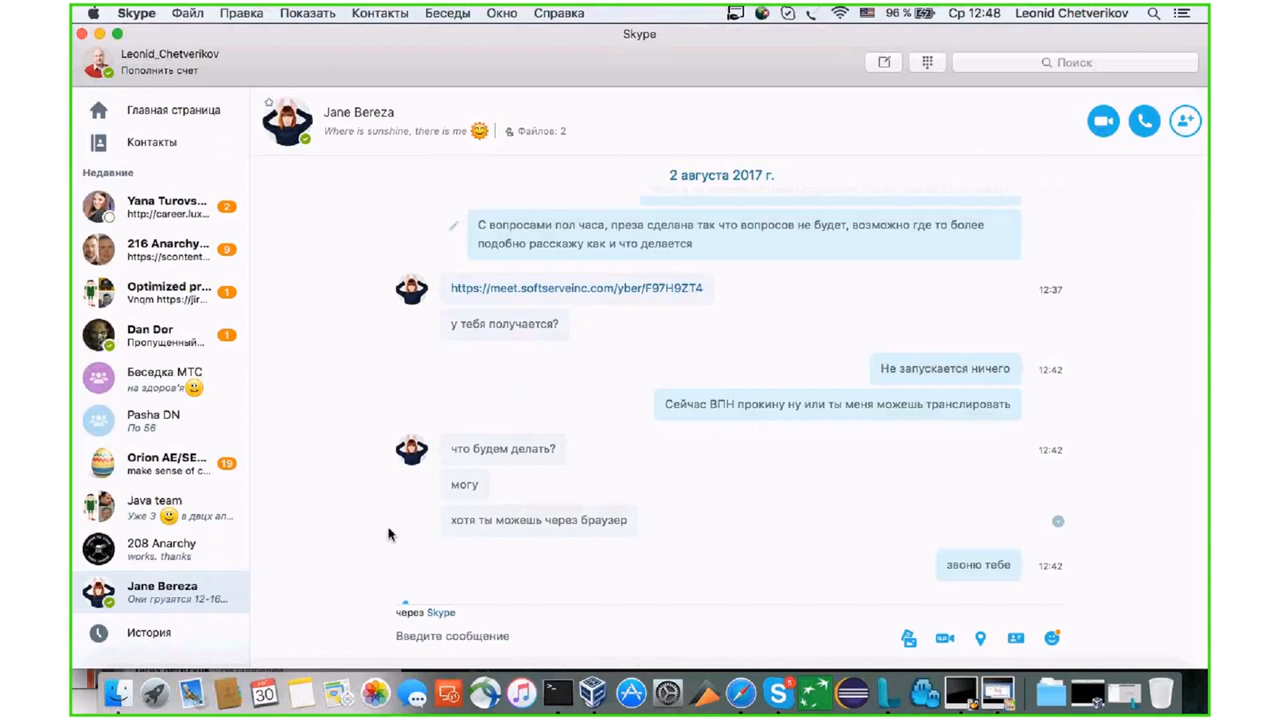 Skype Файл Правка Показать Контакты Беседы Окно Справка 96 % Ср 12:48 Leonid Chetverikov
Skype
Leonid_Chetverikov
Пополнить счет
Поиск
Главная страница
Контакты
Недавние
Yana Turovs... 2
http://career.lux...
216 Anarchy... 9
https://scontent...
Optimized pr... 1
Vnqm https://jir...
Dan Dor 1
Пропущенный...
Беседка МТС
на здоров'я
Pasha DN
По 56
Orion AE/SE... 19
make sense of c...
Java team
Уже 3 в двцх ап...
208 Anarchy
works. thanks
Jane Bereza
Они грузятся 12-16...
История
Jane Bereza
Where is sunshine, there is me Файлов: 2
2 августа 2017 г.
С вопросами пол часа, преза сделана так что вопросов не будет, возможно где то более
подобно расскажу как и что делается
https://meet.softserveinc.com/yber/F97H9ZT4 12:37
у тебя получается?
Не запускается ничего 12:42
Сейчас ВПН прокину ну или ты меня можешь транслировать
что будем делать? 12:42
могу
хотя ты можешь через браузер
звоню тебе 12:42
через Skype
Введите сообщение
30 5